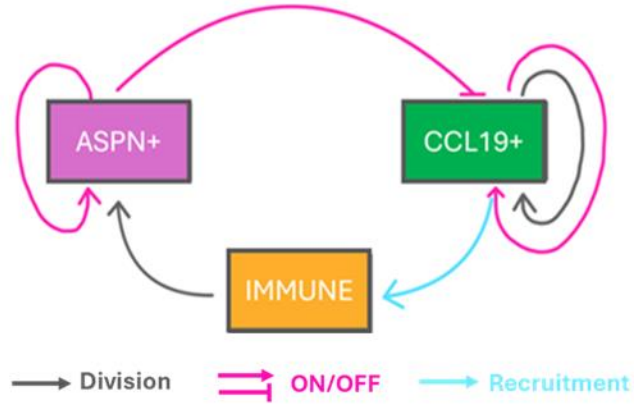 ASPN+
CCL19+
IMMUNE
Division
ON/OFF
Recruitment